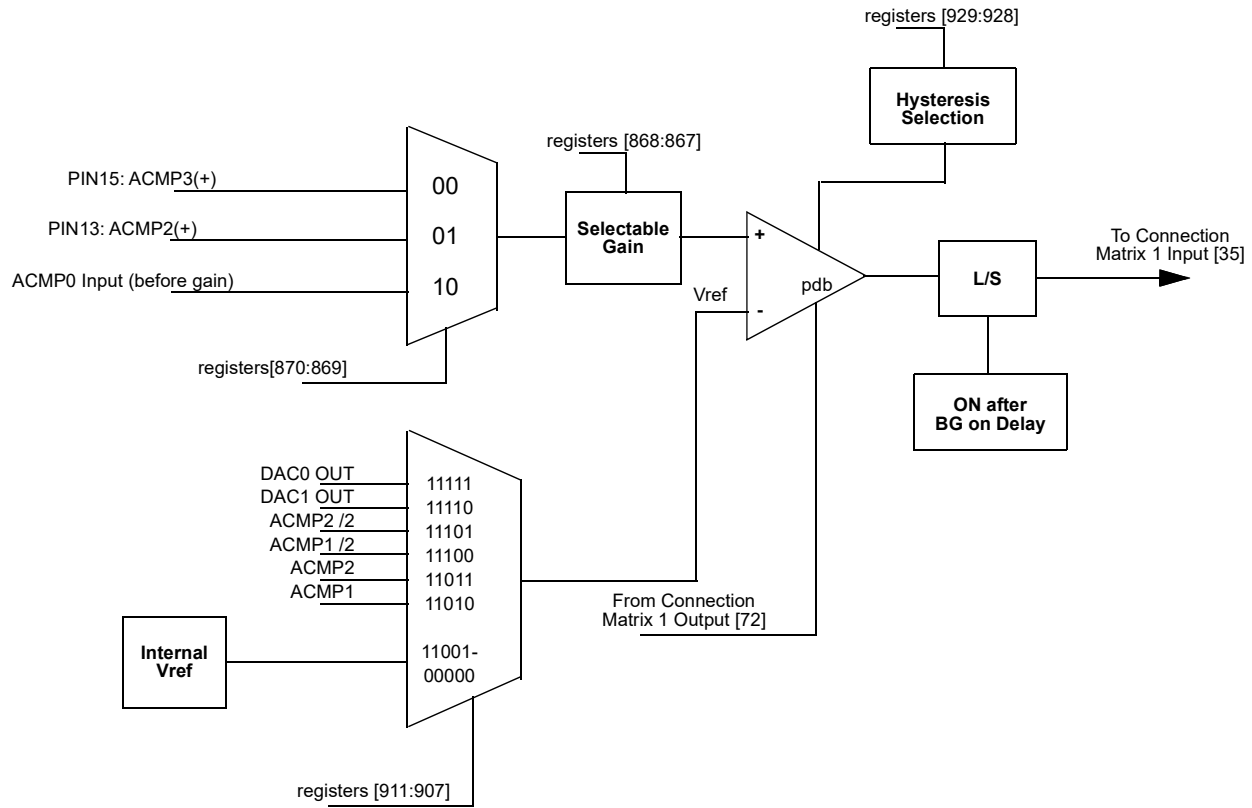 registers [929:928]
Hysteresis
Selection
registers [868:867]
PIN15: ACMP3(+)
00
PIN13: ACMP2(+)
01
ACMP0 Input (before gain)
10
Selectable
Gain
+
-
pdb
Vref
L/S
To Connection
Matrix 1 Input [35]
registers[870:869]
ON after
BG on Delay
DAC0 OUT
11111
DAC1 OUT
11110
ACMP2 /2
11101
ACMP1 /2
11100
ACMP2
11011
ACMP1
11010
From Connection
Matrix 1 Output [72]
Internal
Vref
11001-
00000
registers [911:907]